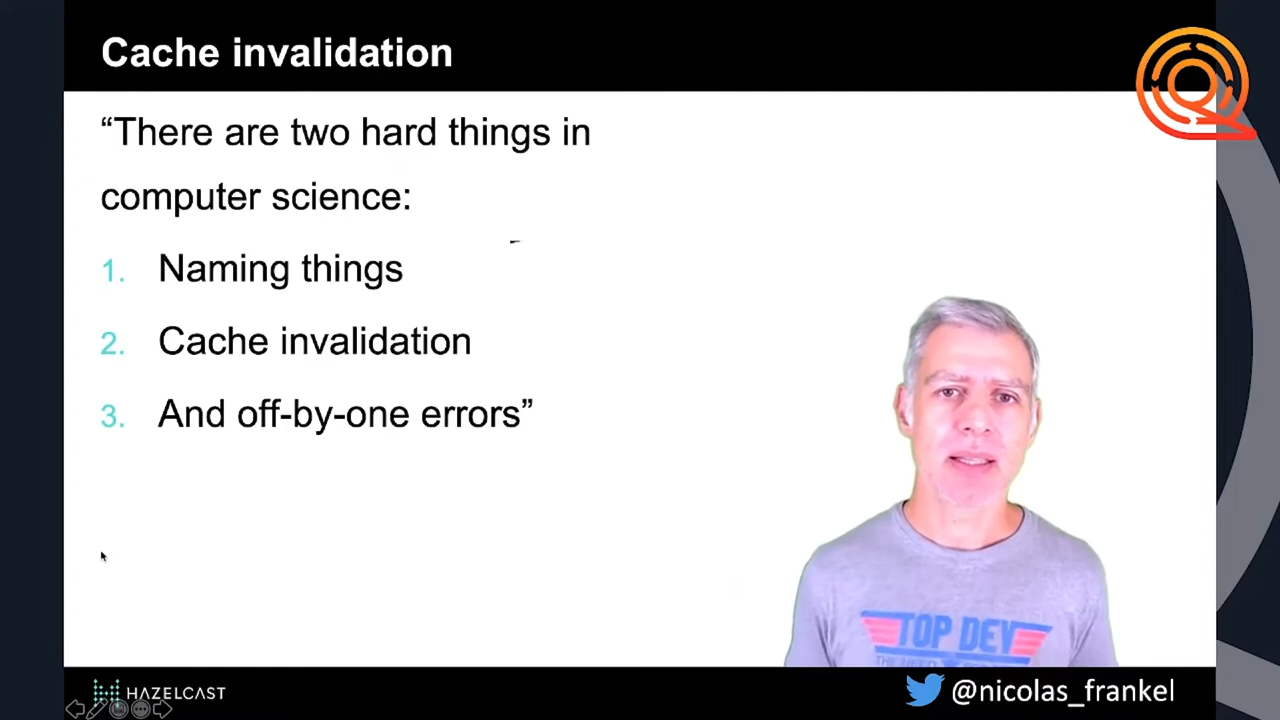 Cache invalidation
“There are two hard things in
computer science:
1. Naming things
2. Cache invalidation
3. And off-by-one errors”
TOP DEV
HAZELCAST
@nicolas_frankel